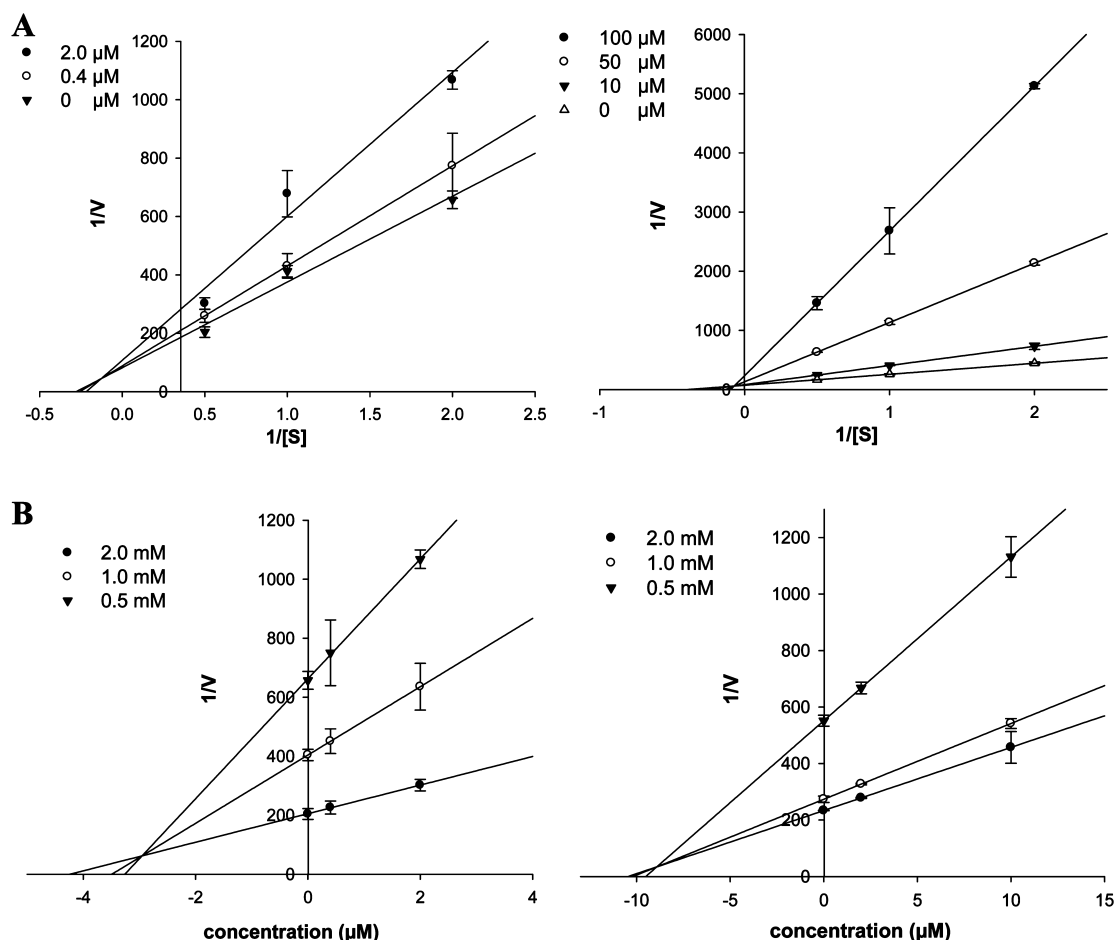 A
2.0 µM
0.4 µM
0 µM
1200
1000
800
600
400
200
0
1/V
-0.5
0.0
0.5
1.0
1.5
2.0
2.5
1/[S]
100 µM
50 µM
10 µM
0 µM
6000
5000
4000
3000
2000
1000
0
1/V
-1
0
1
2
1/[S]
B
2.0 mM
1.0 mM
0.5 mM
1200
1000
800
600
400
200
0
1/V
-4
-2
0
2
4
concentration (µM)
2.0 mM
1.0 mM
0.5 mM
1200
1000
800
600
400
200
0
1/V
-10
-5
0
5
10
15
concentration (µM)